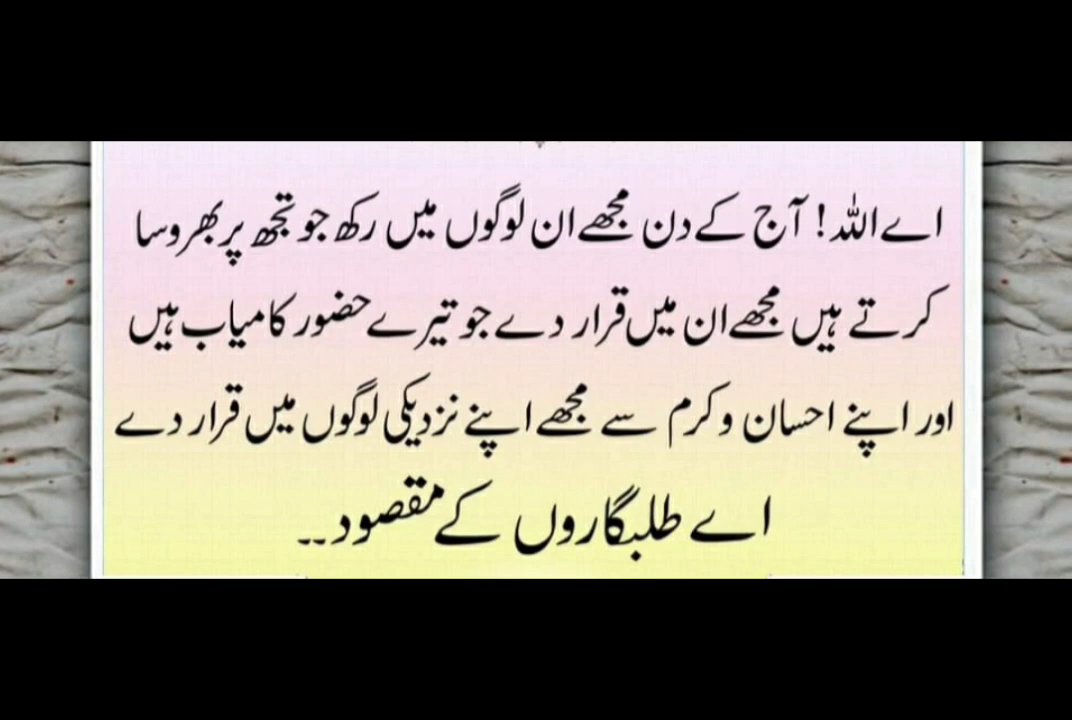 اے اللہ! آج کے دن مجھے ان لوگوں میں رکھ جو تجھ پر بھروسا
کرتے ہیں مجھے ان میں قرار دے جو تیرے حضور کامیاب ہیں
اور اپنے احسان و کرم سے مجھے اپنے نزدیکی لوگوں میں قرار دے
اے طلبگاروں کے مقصود۔۔